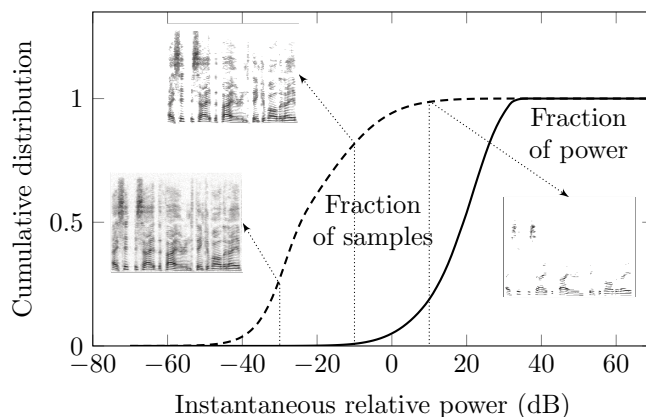 Cumulative distribution
1
0.5
0
Fraction
of power
Fraction
of samples
−80 −60 −40 −20 0 20 40 60
Instantaneous relative power (dB)